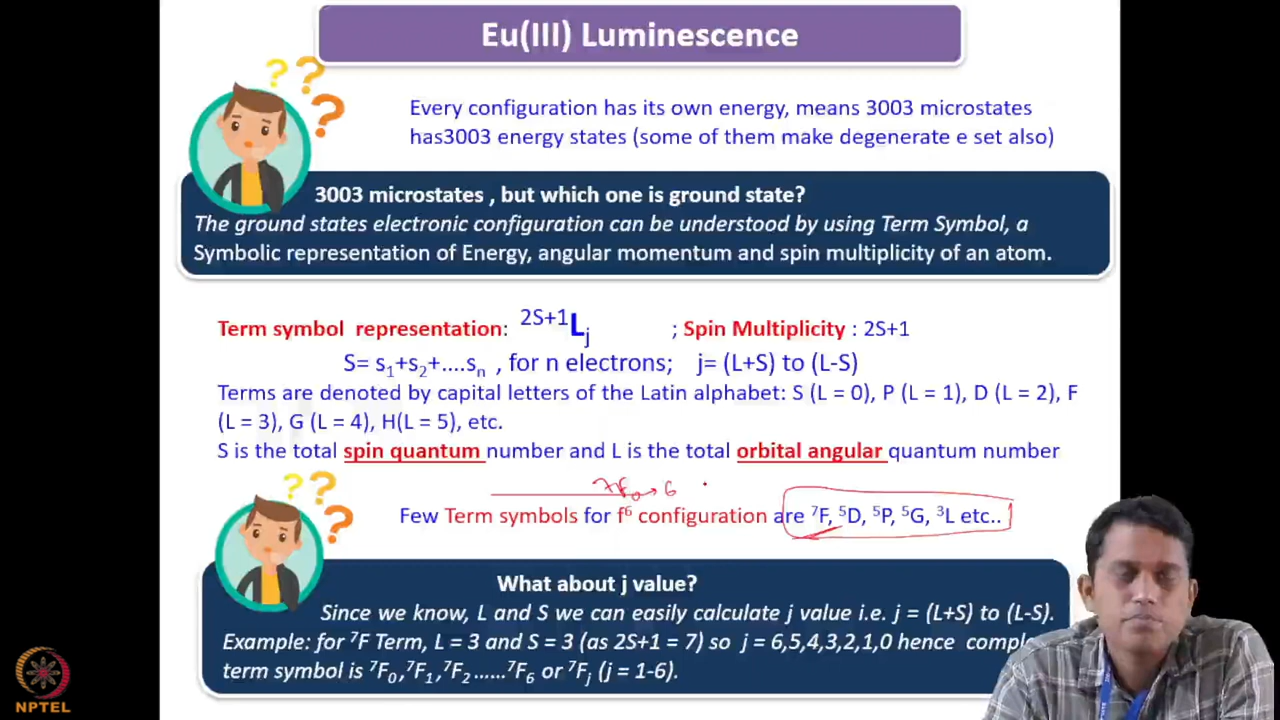 Eu(III) Luminescence
? ? ?
Every configuration has its own energy, means 3003 microstates
has3003 energy states (some of them make degenerate e set also)
3003 microstates , but which one is ground state?
The ground states electronic configuration can be understood by using Term Symbol, a
Symbolic representation of Energy, angular momentum and spin multiplicity of an atom.
Term symbol representation: ²ˢ⁺¹Lⱼ ; Spin Multiplicity : 2S+1
S= s₁+s₂+....sₙ , for n electrons; j= (L+S) to (L-S)
Terms are denoted by capital letters of the Latin alphabet: S (L = 0), P (L = 1), D (L = 2), F
(L = 3), G (L = 4), H(L = 5), etc.
S is the total spin quantum number and L is the total orbital angular quantum number
⁷F₀→6
? ? ?
Few Term symbols for f⁶ configuration are ⁷F, ⁵D, ⁵P, ⁵G, ³L etc..
What about j value?
Since we know, L and S we can easily calculate j value i.e. j = (L+S) to (L-S).
Example: for ⁷F Term, L = 3 and S = 3 (as 2S+1 = 7) so j = 6,5,4,3,2,1,0 hence
term symbol is ⁷F₀,⁷F₁,⁷F₂......⁷F₆ or ⁷Fⱼ (j = 1-6).
NPTEL